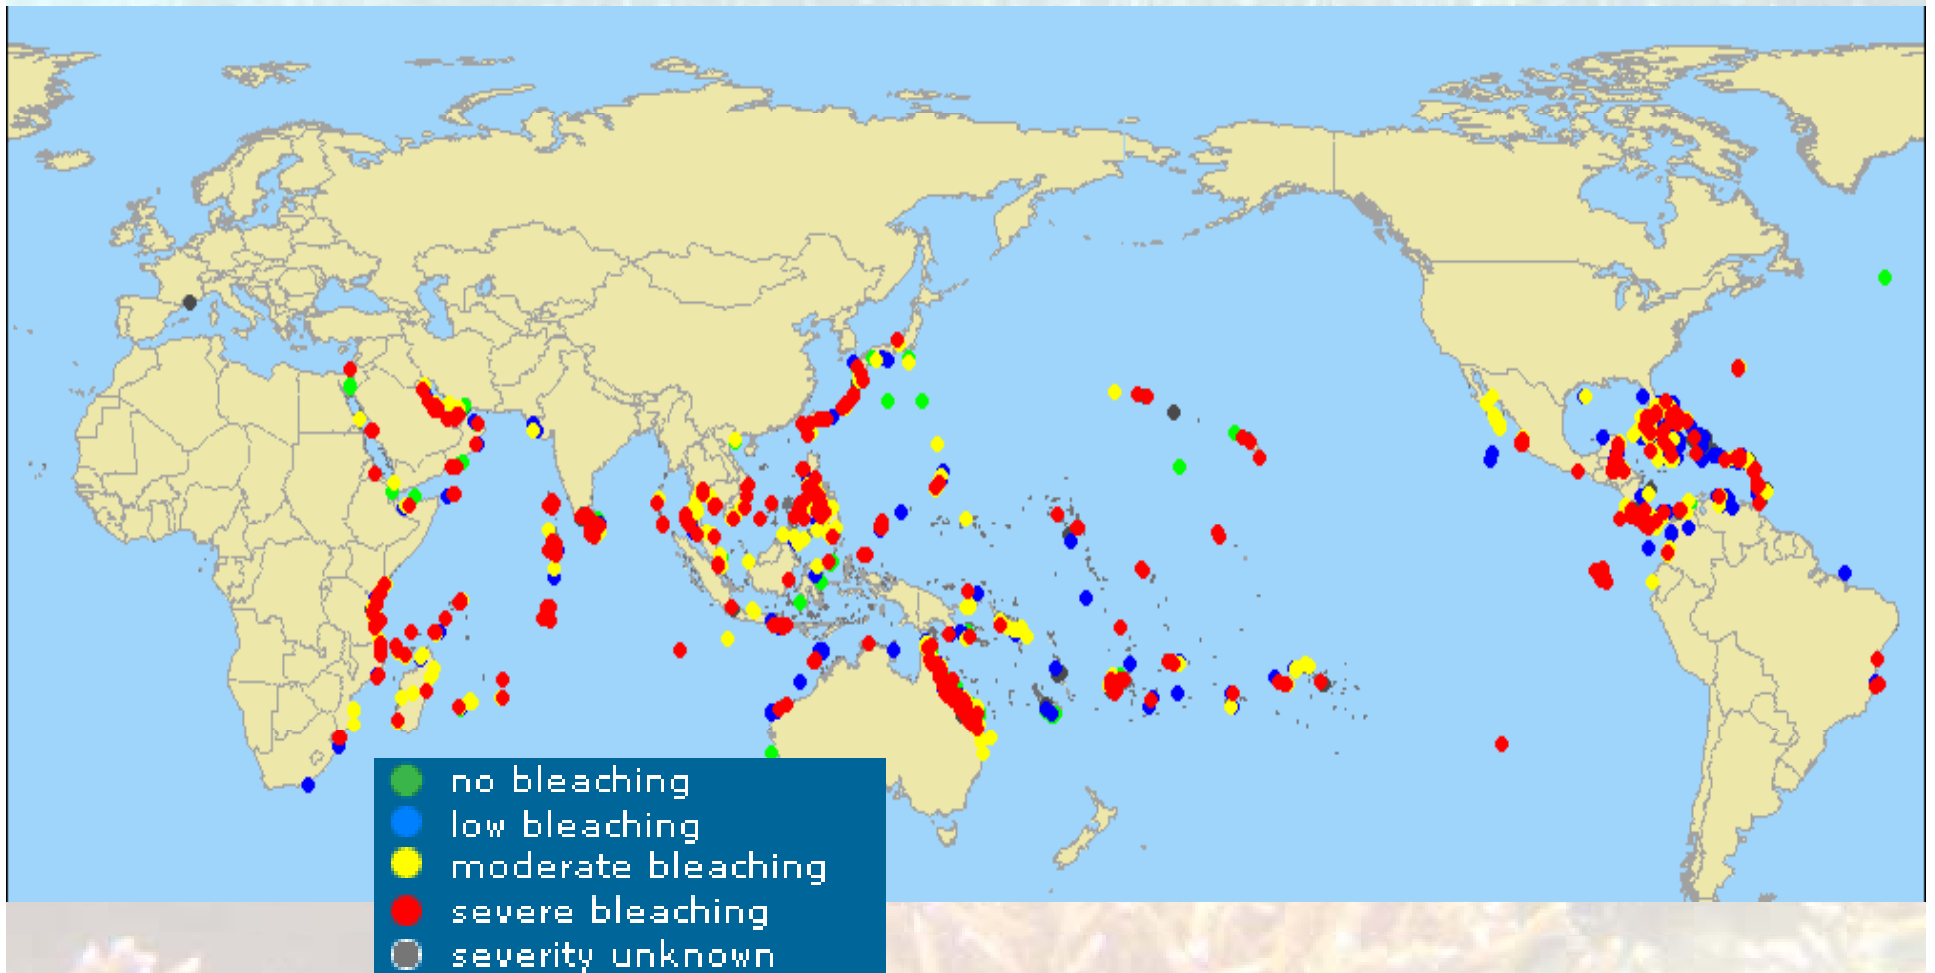 no bleaching
low bleaching
moderate bleaching
severe bleaching
severity unknown